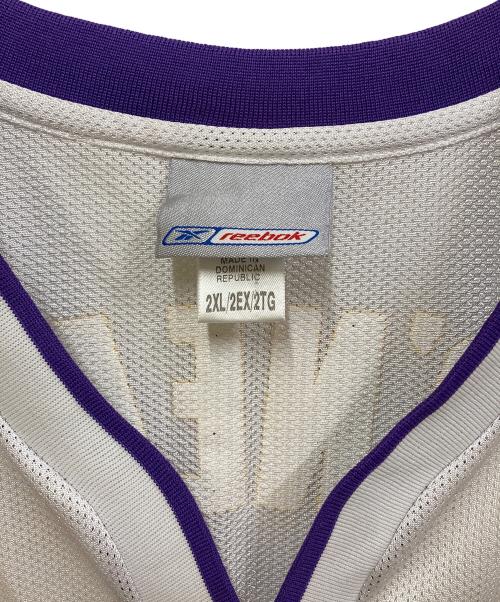 reebok
MADE IN
DOMINICAN
REPUBLIC
2XL/2EX/2TG